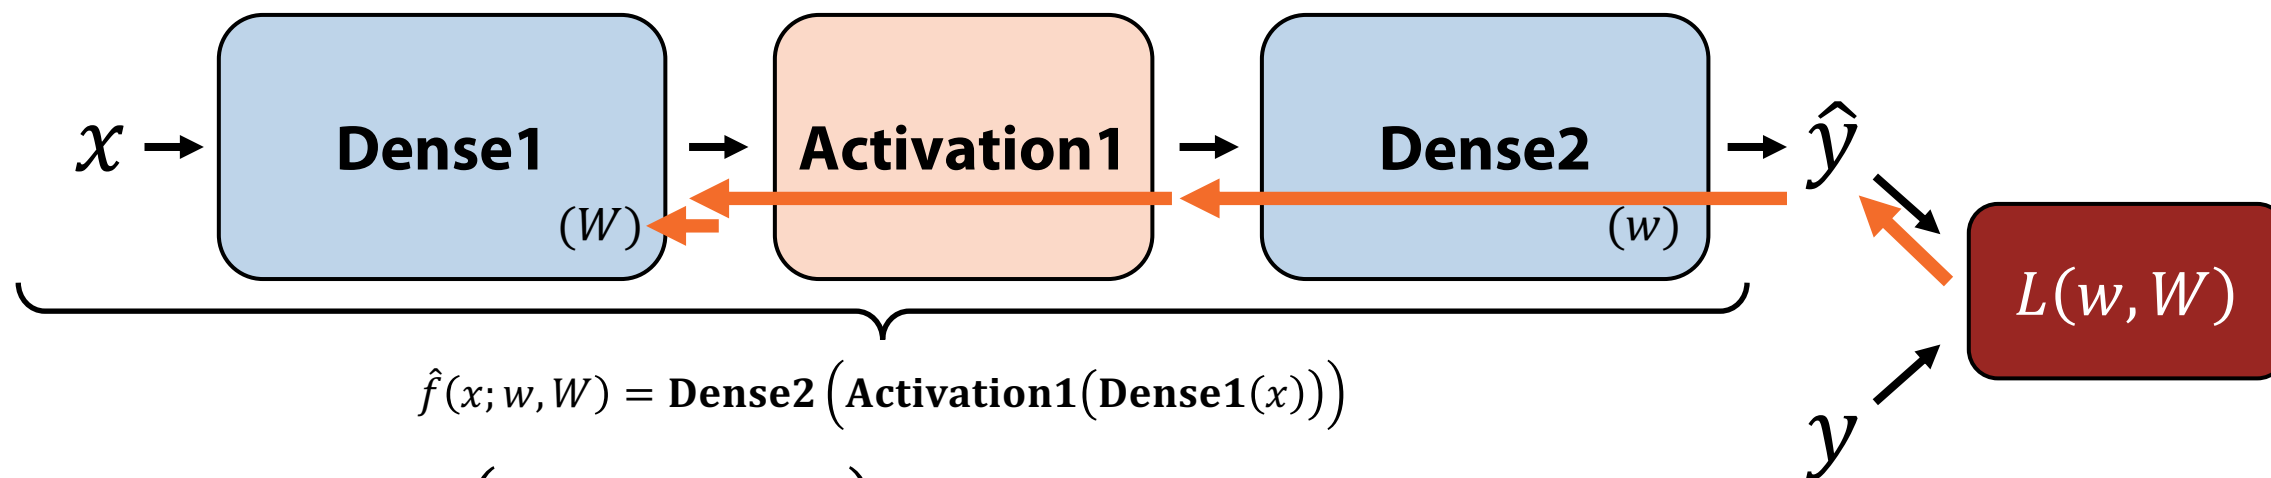 x Dense1 Activation1 Dense2 ŷ
(W) (w)
L(w, W)
f̂(x; w, W) = Dense2(Activation1(Dense1(x)))
y